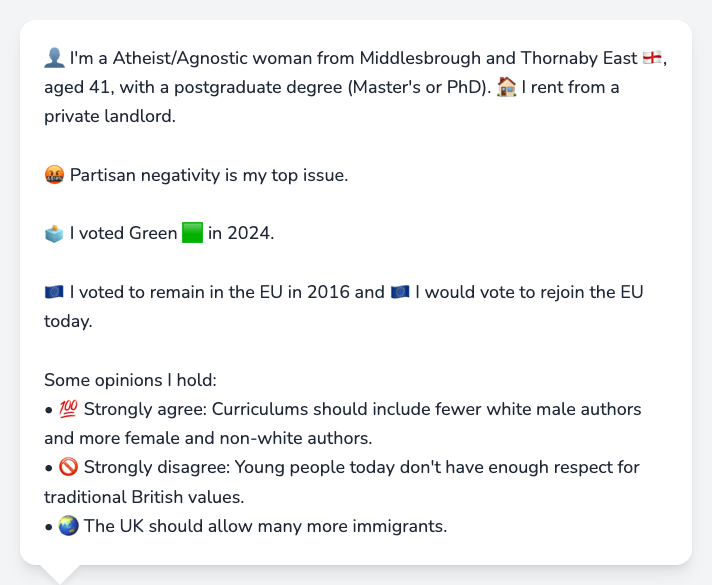 👤 I'm a Atheist/Agnostic woman from Middlesbrough and Thornaby East 🏴󠁧󠁢󠁥󠁮󠁧󠁿,
aged 41, with a postgraduate degree (Master's or PhD). 🏠 I rent from a
private landlord.
🤬 Partisan negativity is my top issue.
🗳️ I voted Green 🟩 in 2024.
🇪🇺 I voted to remain in the EU in 2016 and 🇪🇺 I would vote to rejoin the EU
today.
Some opinions I hold:
• 💯 Strongly agree: Curriculums should include fewer white male authors
and more female and non-white authors.
• 🚫 Strongly disagree: Young people today don't have enough respect for
traditional British values.
• 🌏 The UK should allow many more immigrants.